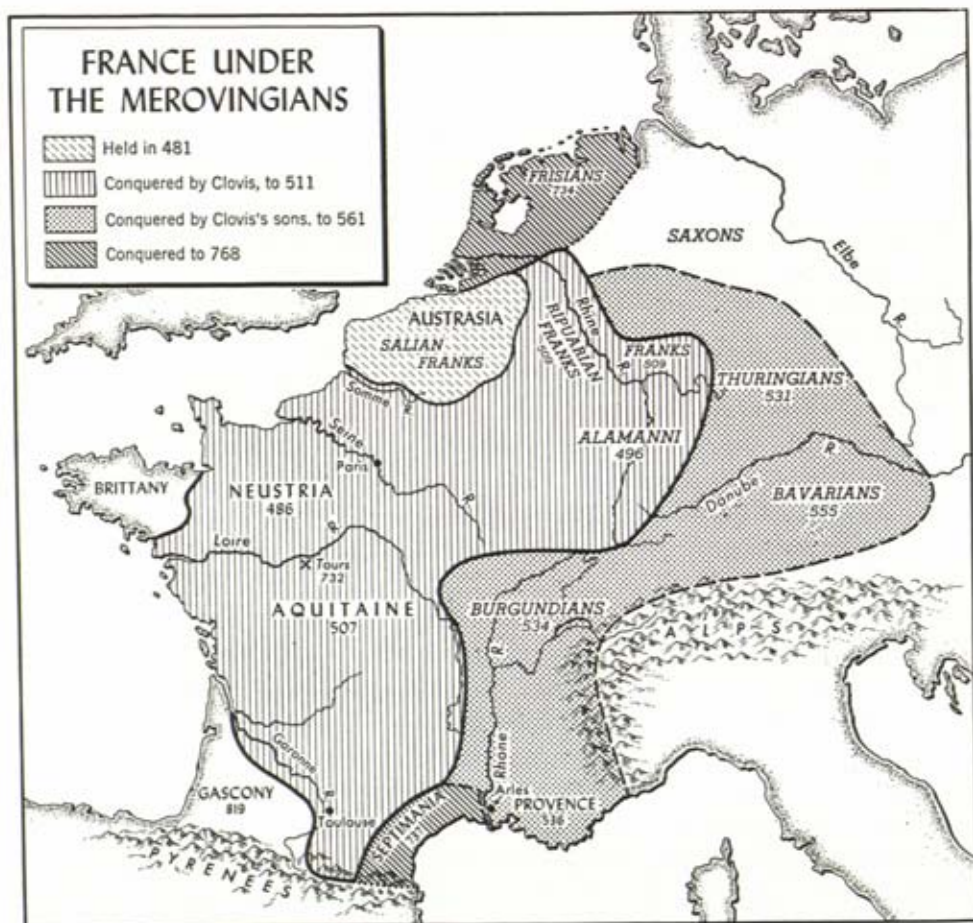 FRANCE UNDER
THE MEROVINGIANS
Held in 481
Conquered by Clovis, to 511
Conquered by Clovis's sons, to 561
Conquered to 768
FRISIANS
734
SAXONS
Elbe
R.
AUSTRASIA
SALIAN
FRANKS
Rhine
R.
RIPUARIAN
FRANKS
FRANKS
509
THURINGIANS
531
Somme
R.
ALAMANNI
496
Seine
R.
Paris
BRITTANY
NEUSTRIA
486
Danube
R.
BAVARIANS
555
Loire
R.
Tours
732
AQUITAINE
507
BURGUNDIANS
534
ALPS
Rhone
R.
Garonne
R.
GASCONY
819
Toulouse
SEPTIMANIA
Arles
PROVENCE
536
PYRENEES